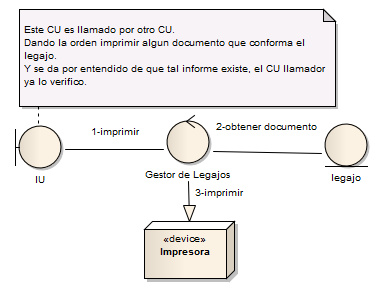 Este CU es llamado por otro CU.
Dando la orden imprimir algun documento que conforma el
legajo.
Y se da por entendido de que tal informe existe, el CU llamador
ya lo verifico.
1-imprimir
2-obtener documento
IU
Gestor de Legajos
legajo
3-imprimir
«device»
Impresora